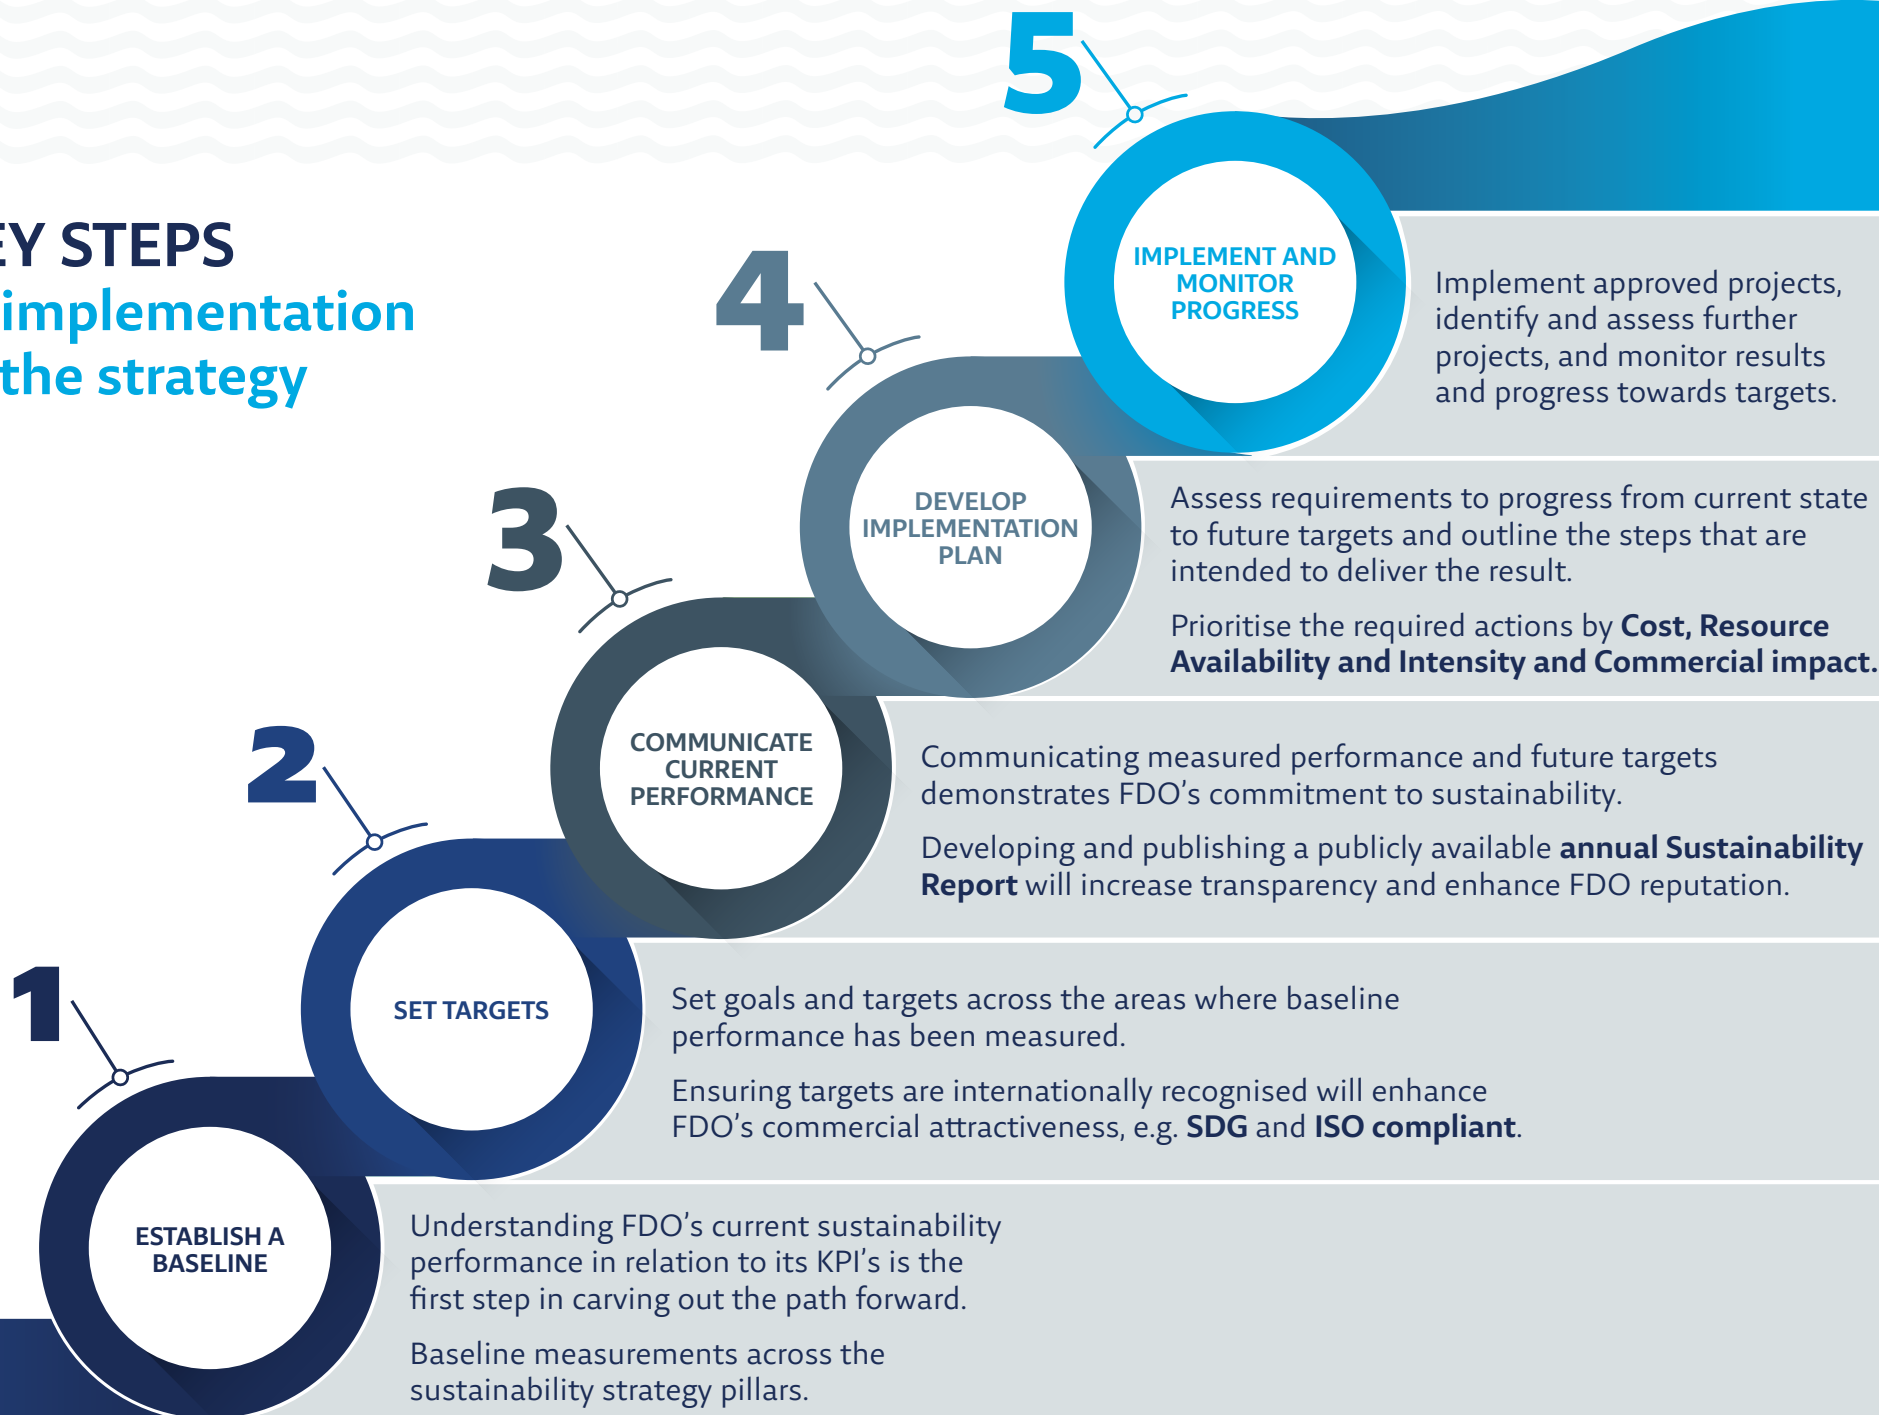 EY STEPS
implementation
the strategy
5
IMPLEMENT AND
MONITOR
PROGRESS
Implement approved projects,
identify and assess further
projects, and monitor results
and progress towards targets.
4
DEVELOP
IMPLEMENTATION
PLAN
Assess requirements to progress from current state
to future targets and outline the steps that are
intended to deliver the result.
Prioritise the required actions by Cost, Resource
Availability and Intensity and Commercial impact.
3
COMMUNICATE
CURRENT
PERFORMANCE
Communicating measured performance and future targets
demonstrates FDO's commitment to sustainability.
Developing and publishing a publicly available annual Sustainability
Report will increase transparency and enhance FDO reputation.
2
SET TARGETS
Set goals and targets across the areas where baseline
performance has been measured.
Ensuring targets are internationally recognised will enhance
FDO's commercial attractiveness, e.g. SDG and ISO compliant.
1
ESTABLISH A
BASELINE
Understanding FDO's current sustainability
performance in relation to its KPI's is the
first step in carving out the path forward.
Baseline measurements across the
sustainability strategy pillars.